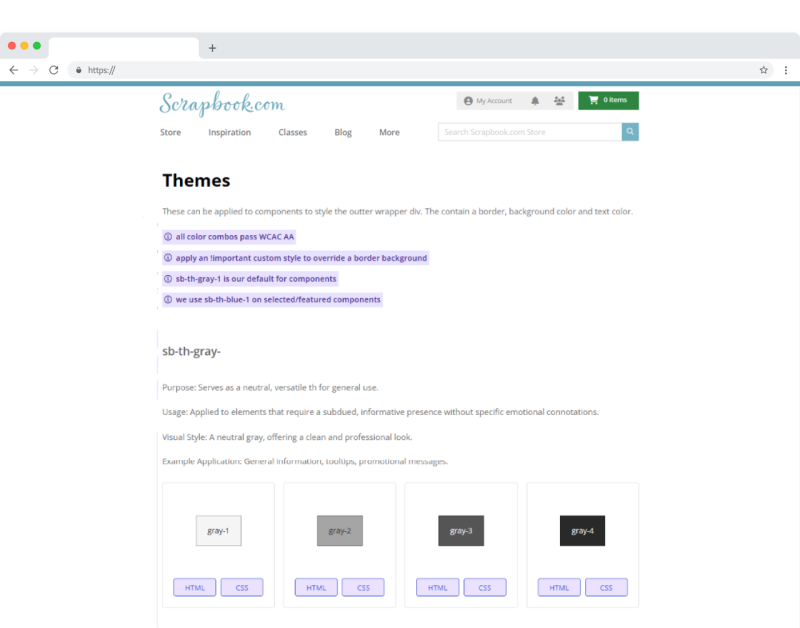 https://
Scrapbook.com
My Account
0 Items
Store Inspiration Classes Blog More
Search Scrapbook.com Store
Themes
These can be applied to components to style the outter wrapper div. The contain a border, background color and text color.
all color combos pass WCAC AA
apply an !important custom style to override a border background
sb-th-gray-1 is our default for components
we use sb-th-blue-1 on selected/featured components
sb-th-gray-
Purpose: Serves as a neutral, versatile th for general use.
Usage: Applied to elements that require a subdued, informative presence without specific emotional connotations.
Visual Style: A neutral gray, offering a clean and professional look.
Example Application: General information, tooltips, promotional messages.
gray-1 gray-2 gray-3 gray-4
HTML CSS HTML CSS HTML CSS HTML CSS